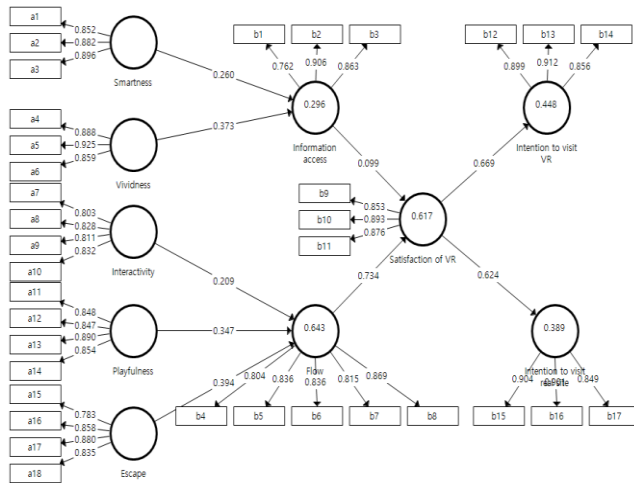 a1
a2
a3
0.852
0.882
0.896
Smartness
a4
a5
a6
0.888
0.925
0.859
Vividness
a7
a8
a9
a10
0.803
0.828
0.811
0.832
Interactivity
a11
a12
a13
a14
0.848
0.847
0.890
0.854
Playfulness
a15
a16
a17
a18
0.783
0.858
0.880
0.835
Escape
0.260
0.373
0.209
0.347
0.394
b1
b2
b3
0.762
0.906
0.863
0.296
Information
access
0.099
0.643
Flow
0.734
0.804
0.836
0.836
0.815
0.869
b4
b5
b6
b7
b8
b9
b10
b11
0.853
0.893
0.876
0.617
Satisfaction of VR
0.669
0.624
b12
b13
b14
0.899
0.912
0.856
0.448
Intention to visit
VR
0.389
Intention to visit
real site
0.904
0.849
b15
b16
b17